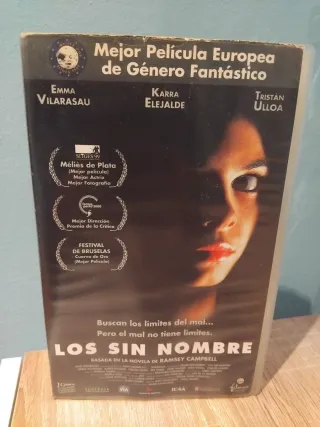 Mejor Película Europea
de Género Fantástico
EMMA
VILARASAU
KARRA
ELEJALDE
TRISTÁN
ULLOA
Méliès de Plata
(Mejor película)
Mejor Actriz
Mejor Fotografía
Mejor Dirección
Premio de la Crítica
FESTIVAL
DE BRUSELAS
Cuervo de Oro
(Mejor Película)
Buscan los límites del mal...
Pero el mal no tiene límites.
LOS SIN NOMBRE
BASADA EN LA NOVELA DE RAMSEY CAMPBELL